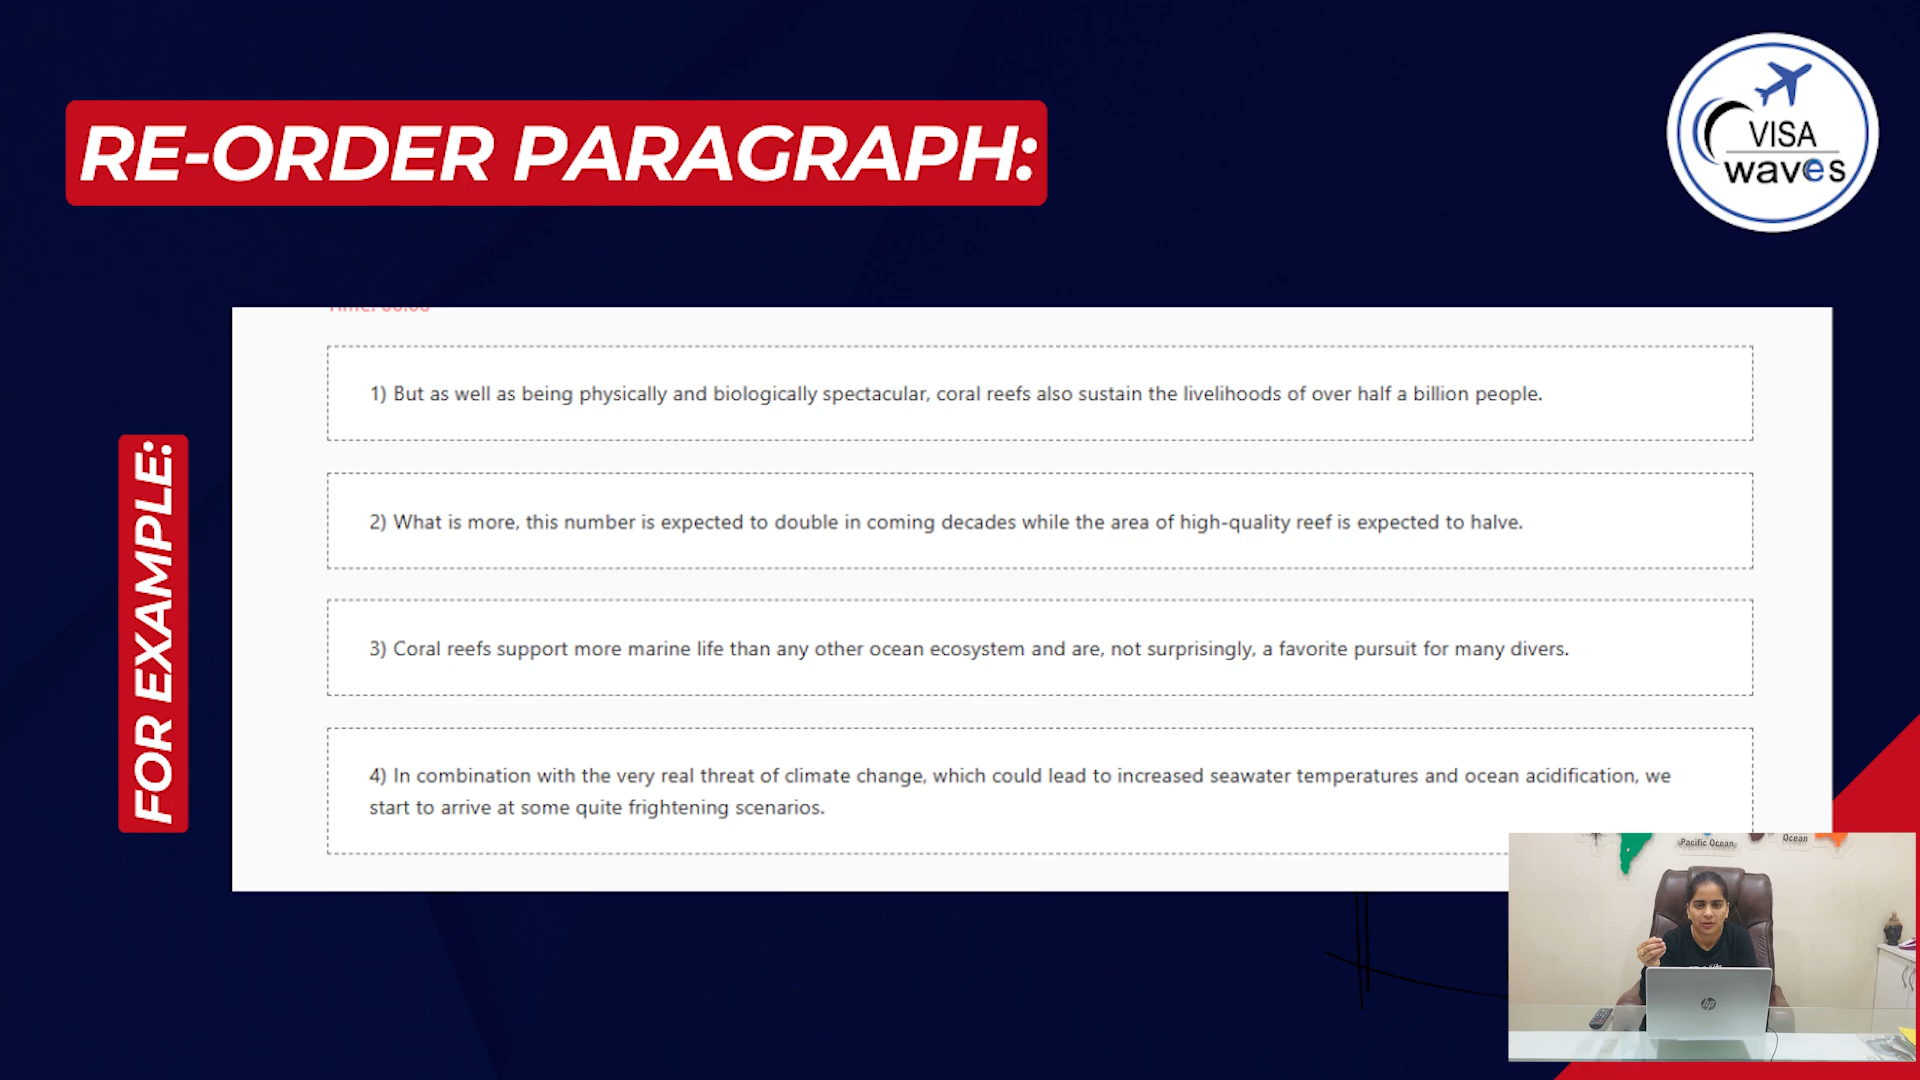 RE-ORDER PARAGRAPH:
VISA
waves
FOR EXAMPLE:
1) But as well as being physically and biologically spectacular, coral reefs also sustain the livelihoods of over half a billion people.
2) What is more, this number is expected to double in coming decades while the area of high-quality reef is expected to halve.
3) Coral reefs support more marine life than any other ocean ecosystem and are, not surprisingly, a favorite pursuit for many divers.
4) In combination with the very real threat of climate change, which could lead to increased seawater temperatures and ocean acidification, we
start to arrive at some quite frightening scenarios.
Pacific Ocean
Ocean
hp